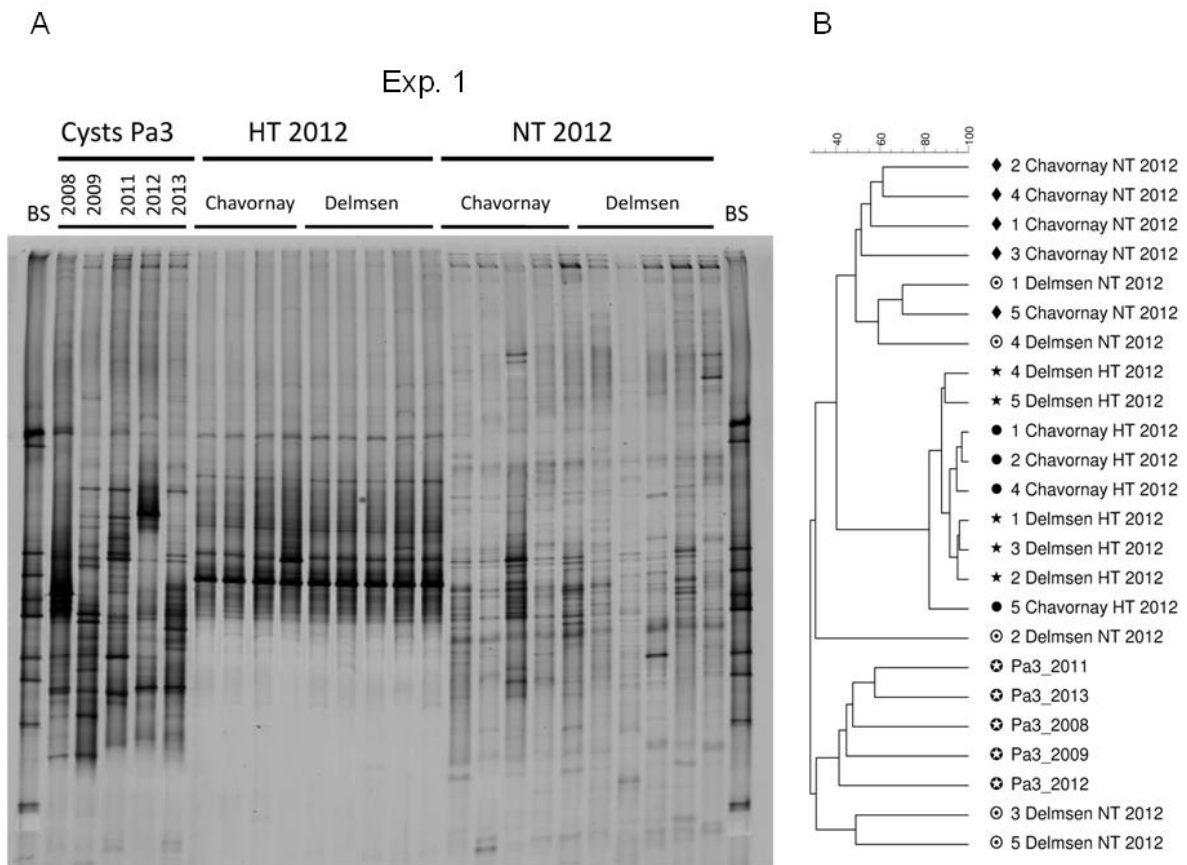 A
B
Exp. 1
Cysts Pa3
HT 2012
NT 2012
BS
2008
2009
2011
2012
2013
Chavornay
Delmsen
Chavornay
Delmsen
BS
40
60
80
100
2 Chavornay NT 2012
4 Chavornay NT 2012
1 Chavornay NT 2012
3 Chavornay NT 2012
1 Delmsen NT 2012
5 Chavornay NT 2012
4 Delmsen NT 2012
4 Delmsen HT 2012
5 Delmsen HT 2012
1 Chavornay HT 2012
2 Chavornay HT 2012
4 Chavornay HT 2012
1 Delmsen HT 2012
3 Delmsen HT 2012
2 Delmsen HT 2012
5 Chavornay HT 2012
2 Delmsen NT 2012
Pa3_2011
Pa3_2013
Pa3_2008
Pa3_2009
Pa3_2012
3 Delmsen NT 2012
5 Delmsen NT 2012